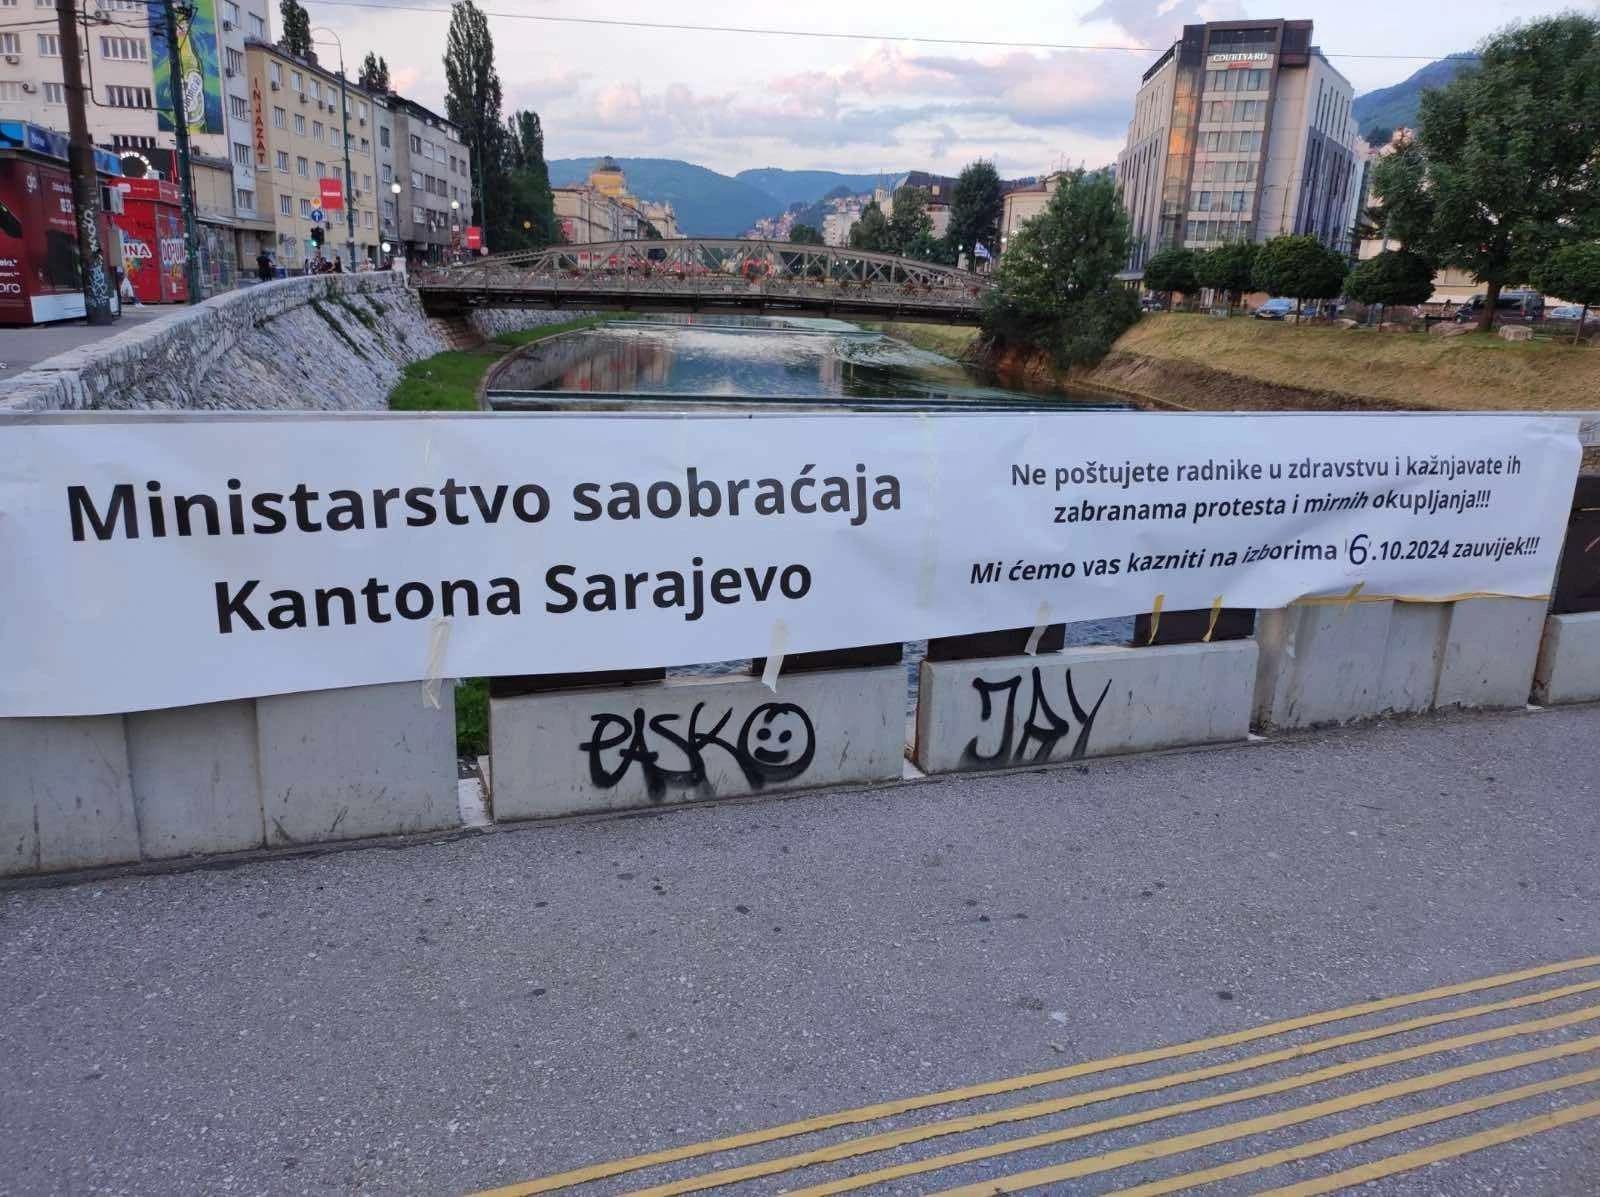 COURTYARD
INJAZAT
Ministarstvo saobraćaja
Kantona Sarajevo
Ne poštujete radnike u zdravstvu i kažnjavate ih
zabranama protesta i mirnih okupljanja!!!
Mi ćemo vas kazniti na izborima 6.10.2024 zauvijek!!!
PASKO
JAY